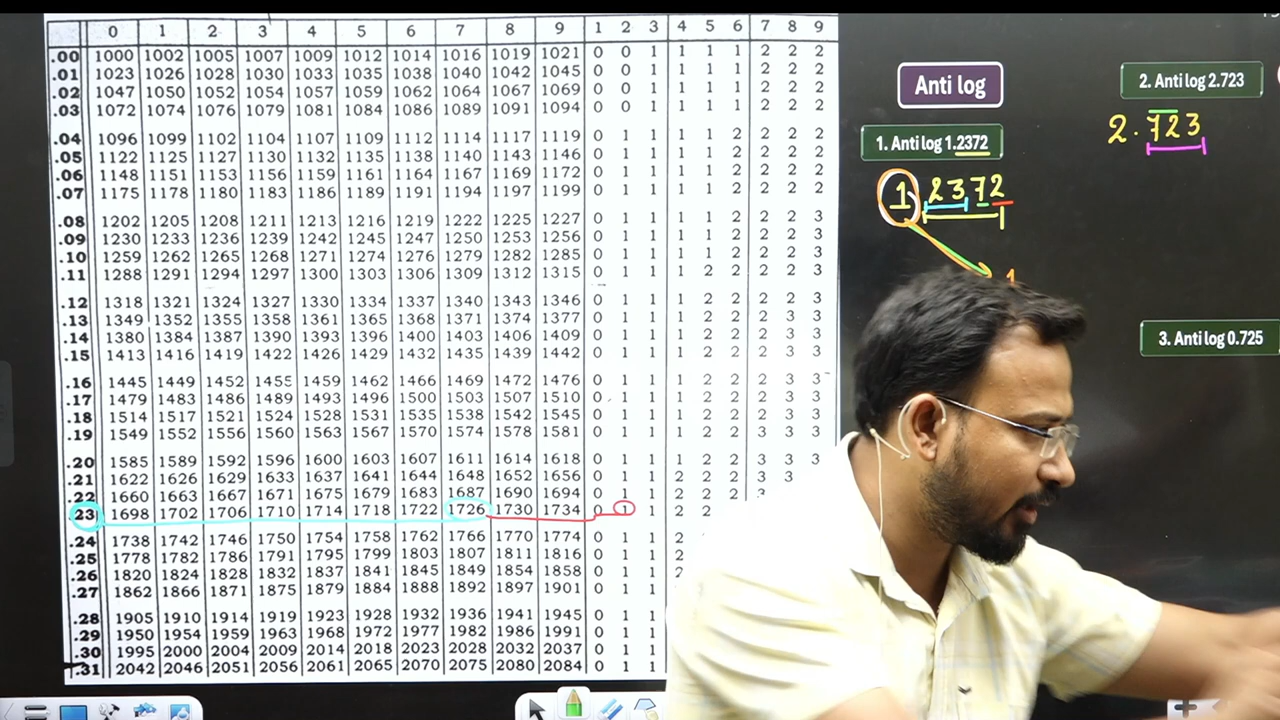 0 1 2 3 4 5 6 7 8 9 1 2 3 4 5 6 7 8 9
.00 1000 1002 1005 1007 1009 1012 1014 1016 1019 1021 0 0 1 1 1 1 2 2 2
.01 1023 1026 1028 1030 1033 1035 1038 1040 1042 1045 0 0 1 1 1 1 2 2 2
.02 1047 1050 1052 1054 1057 1059 1062 1064 1067 1069 0 0 1 1 1 1 2 2 2
.03 1072 1074 1076 1079 1081 1084 1086 1089 1091 1094 0 0 1 1 1 1 2 2 2
.04 1096 1099 1102 1104 1107 1109 1112 1114 1117 1119 0 1 1 1 1 2 2 2 2
.05 1122 1125 1127 1130 1132 1135 1138 1140 1143 1146 0 1 1 1 1 2 2 2 2
.06 1148 1151 1153 1156 1159 1161 1164 1167 1169 1172 0 1 1 1 1 2 2 2 2
.07 1175 1178 1180 1183 1186 1189 1191 1194 1197 1199 0 1 1 1 1 2 2 2 2
.08 1202 1205 1208 1211 1213 1216 1219 1222 1225 1227 0 1 1 1 1 2 2 2 3
.09 1230 1233 1236 1239 1242 1245 1247 1250 1253 1256 0 1 1 1 1 2 2 2 3
.10 1259 1262 1265 1268 1271 1274 1276 1279 1282 1285 0 1 1 1 1 2 2 2 3
.11 1288 1291 1294 1297 1300 1303 1306 1309 1312 1315 0 1 1 1 2 2 2 2 3
.12 1318 1321 1324 1327 1330 1334 1337 1340 1343 1346 0 1 1 1 2 2 2 2 3
.13 1349 1352 1355 1358 1361 1365 1368 1371 1374 1377 0 1 1 1 2 2 2 3 3
.14 1380 1384 1387 1390 1393 1396 1400 1403 1406 1409 0 1 1 1 2 2 2 3 3
.15 1413 1416 1419 1422 1426 1429 1432 1435 1439 1442 0 1 1 1 2 2 2 3 3
.16 1445 1449 1452 1455 1459 1462 1466 1469 1472 1476 0 1 1 1 2 2 2 3 3
.17 1479 1483 1486 1489 1493 1496 1500 1503 1507 1510 0 1 1 1 2 2 2 3 3
.18 1514 1517 1521 1524 1528 1531 1535 1538 1542 1545 0 1 1 1 2 2 2 3 3
.19 1549 1552 1556 1560 1563 1567 1570 1574 1578 1581 0 1 1 1 2 2 3 3 3
.20 1585 1589 1592 1596 1600 1603 1607 1611 1614 1618 0 1 1 1 2 2 3 3 3
.21 1622 1626 1629 1633 1637 1641 1644 1648 1652 1656 0 1 1 2 2 2 3 3
.22 1660 1663 1667 1671 1675 1679 1683 1687 1690 1694 0 1 1 2 2 2 3
.23 1698 1702 1706 1710 1714 1718 1722 1726 1730 1734 0 1 1 2 2
.24 1738 1742 1746 1750 1754 1758 1762 1766 1770 1774 0 1 1 2
.25 1778 1782 1786 1791 1795 1799 1803 1807 1811 1816 0 1 1 2
.26 1820 1824 1828 1832 1837 1841 1845 1849 1854 1858 0 1 1 2
.27 1862 1866 1871 1875 1879 1884 1888 1892 1897 1901 0 1 1
.28 1905 1910 1914 1919 1923 1928 1932 1936 1941 1945 0 1 1
.29 1950 1954 1959 1963 1968 1972 1977 1982 1986 1991 0 1 1
.30 1995 2000 2004 2009 2014 2018 2023 2028 2032 2037 0 1 1
.31 2042 2046 2051 2056 2061 2065 2070 2075 2080 2084 0 1 1
Anti log
1. Anti log 1.2372
1 2372
1
2. Anti log 2.723
2.723
3. Anti log 0.725